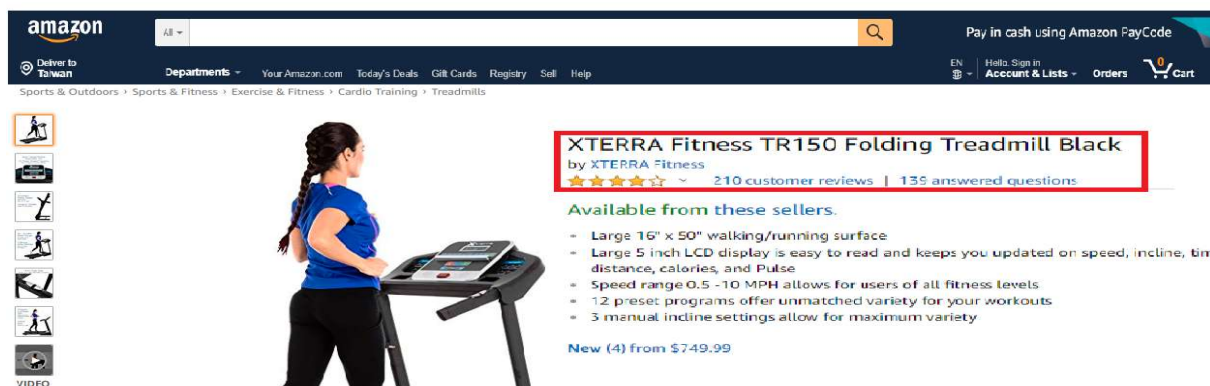 amazon
All
Pay in cash using Amazon PayCode
Deliver to
Taiwan
Departments Your Amazon.com Today's Deals Gift Cards Registry Sell Help
EN
Hello. Sign in
Account & Lists Orders 0 Cart
Sports & Outdoors › Sports & Fitness › Exercise & Fitness › Cardio Training › Treadmills
XTERRA Fitness TR150 Folding Treadmill Black
by XTERRA Fitness
210 customer reviews | 139 answered questions
Available from these sellers.
Large 16" x 50" walking/running surface
Large 5 inch LCD display is easy to read and keeps you updated on speed, incline, tim
distance, calories, and Pulse
Speed range 0.5 -10 MPH allows for users of all fitness levels
12 preset programs offer unmatched variety for your workouts
3 manual incline settings allow for maximum variety
New (4) from $749.99
VIDEO